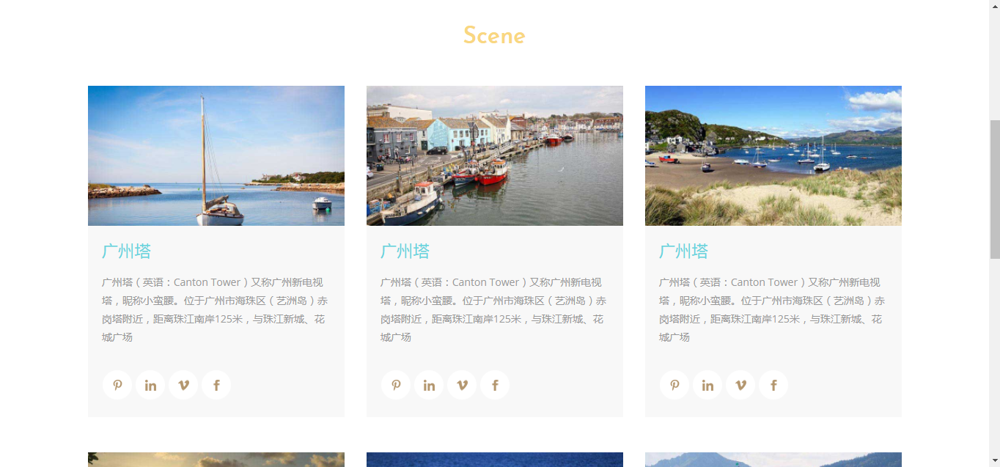 Scene
广州塔
广州塔（英语：Canton Tower）又称广州新电视
塔，昵称小蛮腰。位于广州市海珠区（艺洲岛）赤
岗塔附近，距离珠江南岸125米，与珠江新城、花
城广场
广州塔
广州塔（英语：Canton Tower）又称广州新电视
塔，昵称小蛮腰。位于广州市海珠区（艺洲岛）赤
岗塔附近，距离珠江南岸125米，与珠江新城、花
城广场
广州塔
广州塔（英语：Canton Tower）又称广州新电视
塔，昵称小蛮腰。位于广州市海珠区（艺洲岛）赤
岗塔附近，距离珠江南岸125米，与珠江新城、花
城广场